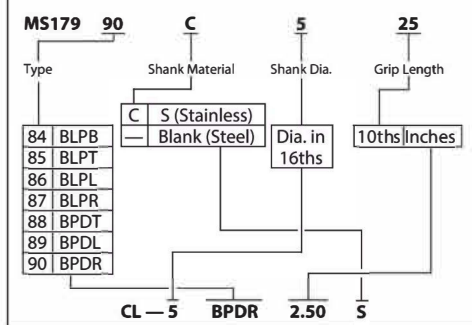 MS179 90 C 5 25
Type Shank Material Shank Dia. Grip Length
C S (Stainless)
— Blank (Steel)
Dia. in
16ths
10ths Inches
84 BLPB
85 BLPT
86 BLPL
87 BLPR
88 BPDT
89 BPDL
90 BPDR
CL — 5 BPDR 2.50 S